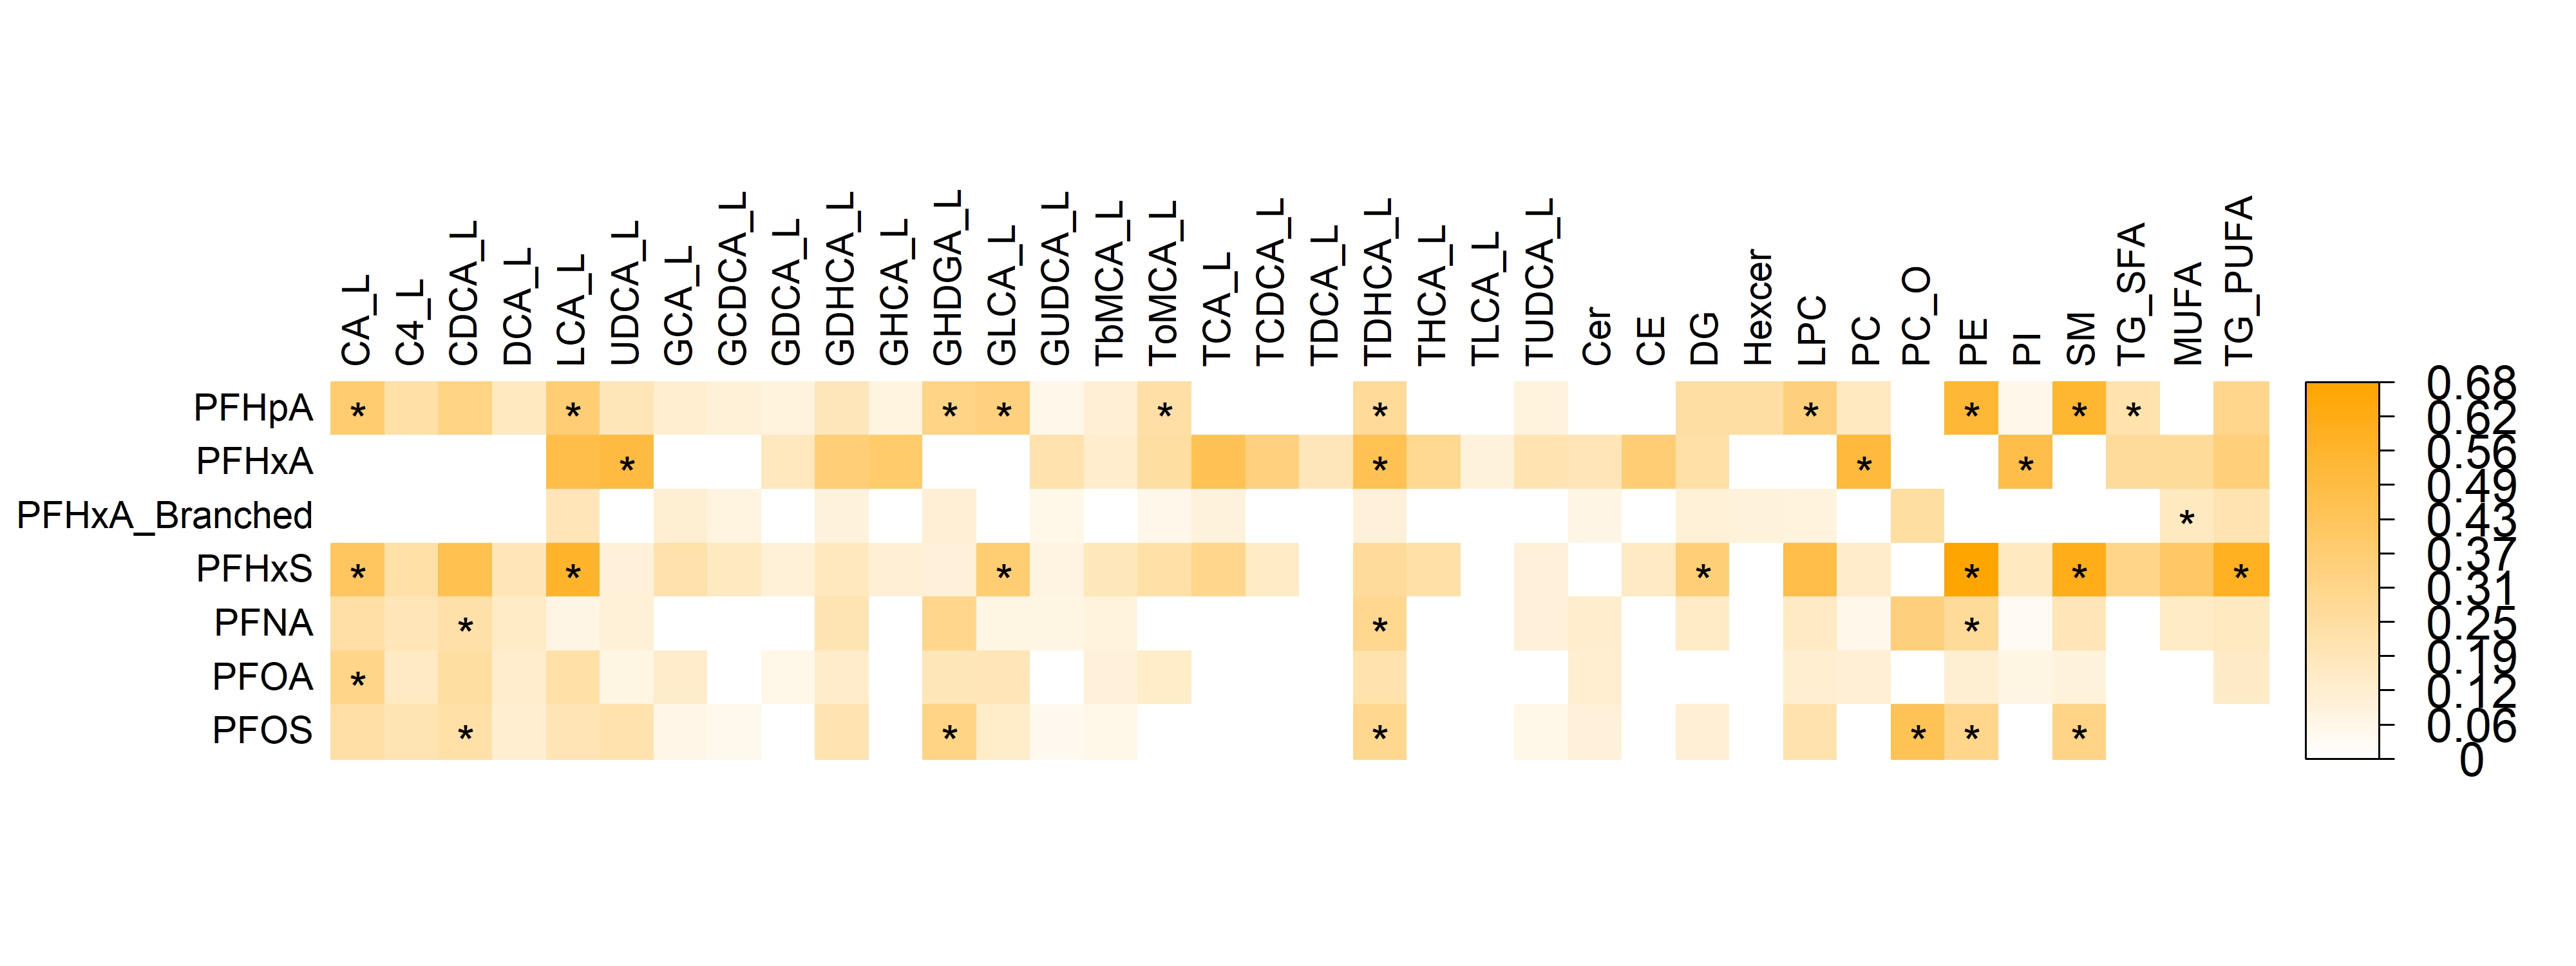 CA_L
C4_L
CDCA_L
DCA_L
LCA_L
UDCA_L
GCA_L
GCDCA_L
GDCA_L
GDHCA_L
GHCA_L
GHDGA_L
GLCA_L
GUDCA_L
TbMCA_L
ToMCA_L
TCA_L
TCDCA_L
TDCA_L
TDHCA_L
THCA_L
TLCA_L
TUDCA_L
Cer
CE
DG
Hexcer
LPC
PC
PC_O
PE
PI
SM
TG_SFA
MUFA
TG_PUFA
PFHpA * * * * * * * * * *
PFHxA * * * *
PFHxA_Branched *
PFHxS * * * * * * *
PFNA * * *
PFOA *
PFOS * * * * * *
0.68
0.62
0.56
0.49
0.43
0.37
0.31
0.25
0.19
0.12
0.06
0